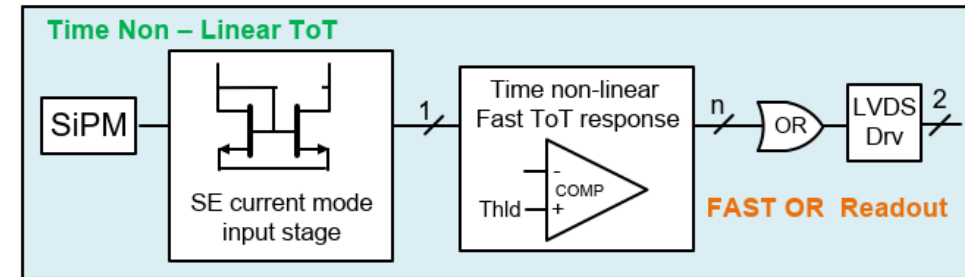 Time Non – Linear ToT
SiPM
SE current mode
input stage
1
Time non-linear
Fast ToT response
-
COMP
Thld
+
n
OR
LVDS
Drv
2
FAST OR Readout